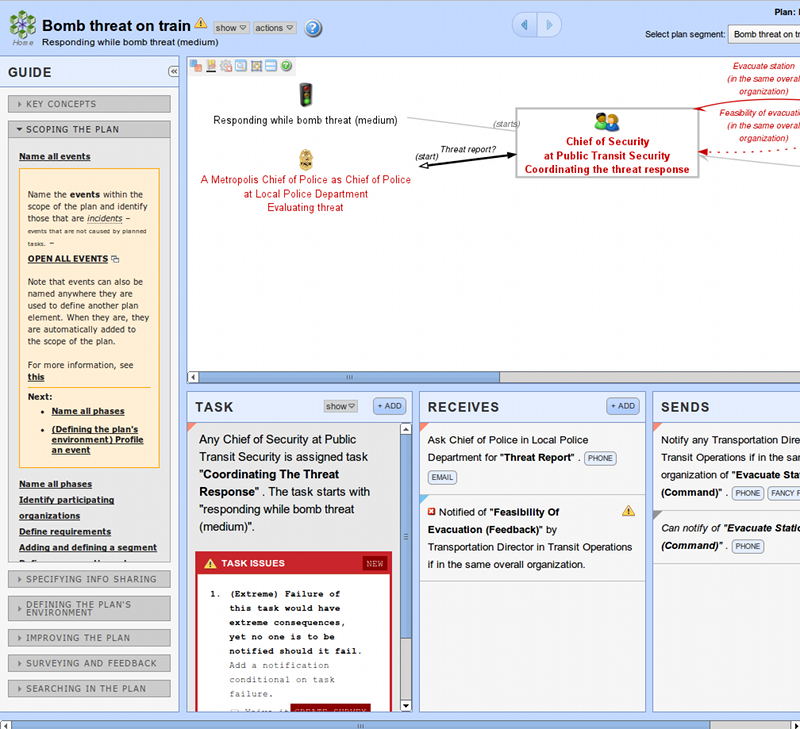 Bomb threat on train
show
actions
Plan:
Home
Responding while bomb threat (medium)
Select plan segment:
Bomb threat on tr
GUIDE
KEY CONCEPTS
SCOPING THE PLAN
Name all events
Name the events within the
scope of the plan and identify
those that are incidents –
events that are not caused by planned
tasks. –
OPEN ALL EVENTS
Note that events can also be
named anywhere they are
used to define another plan
element. When they are, they
are automatically added to
the scope of the plan.
For more information, see
this
Next:
• Name all phases
• (Defining the plan's
environment) Profile
an event
Name all phases
Identify participating
organizations
Define requirements
Adding and defining a segment
SPECIFYING INFO SHARING
DEFINING THE PLAN'S
ENVIRONMENT
IMPROVING THE PLAN
SURVEYING AND FEEDBACK
SEARCHING IN THE PLAN
Responding while bomb threat (medium)
(starts)
Threat report?
(start)
A Metropolis Chief of Police as Chief of Police
at Local Police Department
Evaluating threat
Chief of Security
at Public Transit Security
Coordinating the threat response
Evacuate station
(in the same overall
organization)
Feasibility of evacuati
(in the same overa
organization)
TASK
show
+ ADD
Any Chief of Security at Public
Transit Security is assigned task
"Coordinating The Threat
Response" . The task starts with
"responding while bomb threat
(medium)".
TASK ISSUES
NEW
1. (Extreme) Failure of
this task would have
extreme consequences,
yet no one is to be
notified should it fail.
Add a notification
conditional on task
failure.
Waive it CREATE SURVEY
RECEIVES
+ ADD
Ask Chief of Police in Local Police
Department for "Threat Report" . PHONE
EMAIL
Notified of "Feasibility Of
Evacuation (Feedback)" by
Transportation Director in Transit Operations
if in the same overall organization.
SENDS
Notify any Transportation Dire
Transit Operations if in the same
organization of "Evacuate Stat
(Command)" . PHONE FANCY P
Can notify of "Evacuate Statio
(Command)" . PHONE